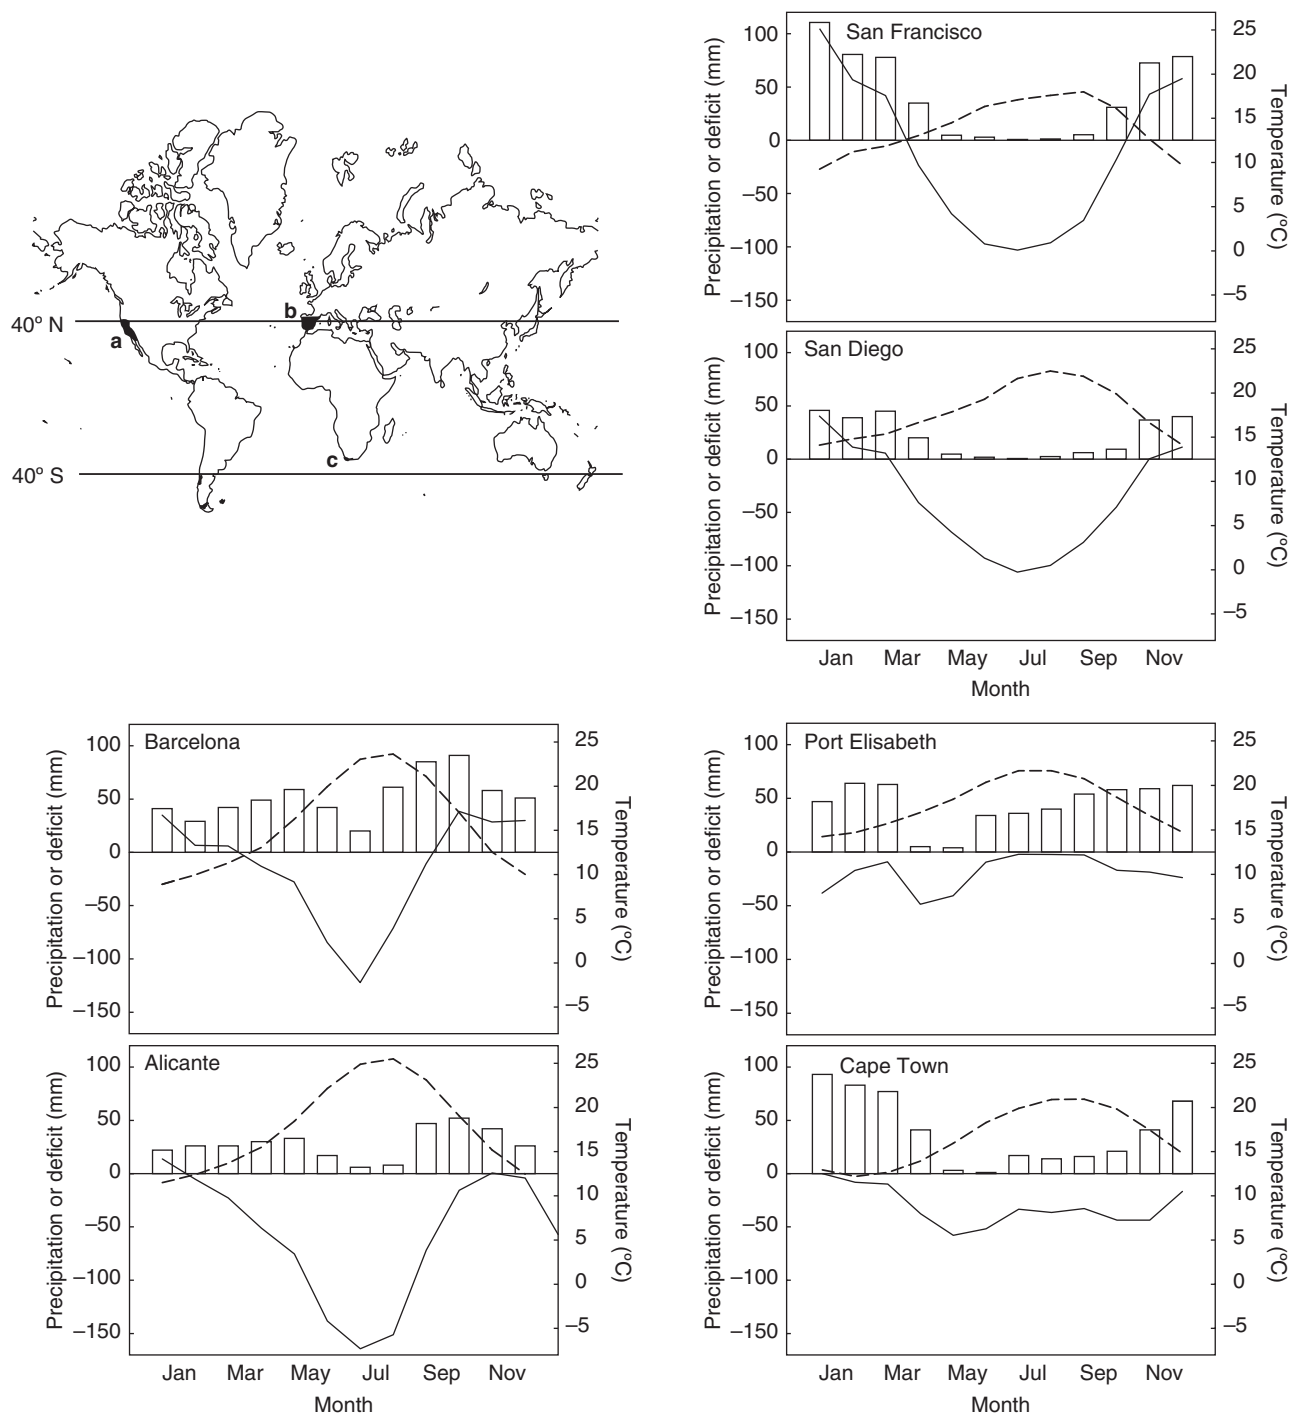 40° N
40° S
a
b
c
San Francisco
Precipitation or deficit (mm)
100
50
0
–50
–100
–150
25
20
15
10
5
0
–5
Temperature (°C)
San Diego
Precipitation or deficit (mm)
100
50
0
–50
–100
–150
25
20
15
10
5
0
–5
Temperature (°C)
Jan Mar May Jul Sep Nov
Month
Barcelona
Precipitation or deficit (mm)
100
50
0
–50
–100
–150
25
20
15
10
5
0
–5
Temperature (°C)
Alicante
Precipitation or deficit (mm)
100
50
0
–50
–100
–150
25
20
15
10
5
0
–5
Temperature (°C)
Jan Mar May Jul Sep Nov
Month
Port Elisabeth
Precipitation or deficit (mm)
100
50
0
–50
–100
–150
25
20
15
10
5
0
–5
Temperature (°C)
Cape Town
Precipitation or deficit (mm)
100
50
0
–50
–100
–150
25
20
15
10
5
0
–5
Temperature (°C)
Jan Mar May Jul Sep Nov
Month